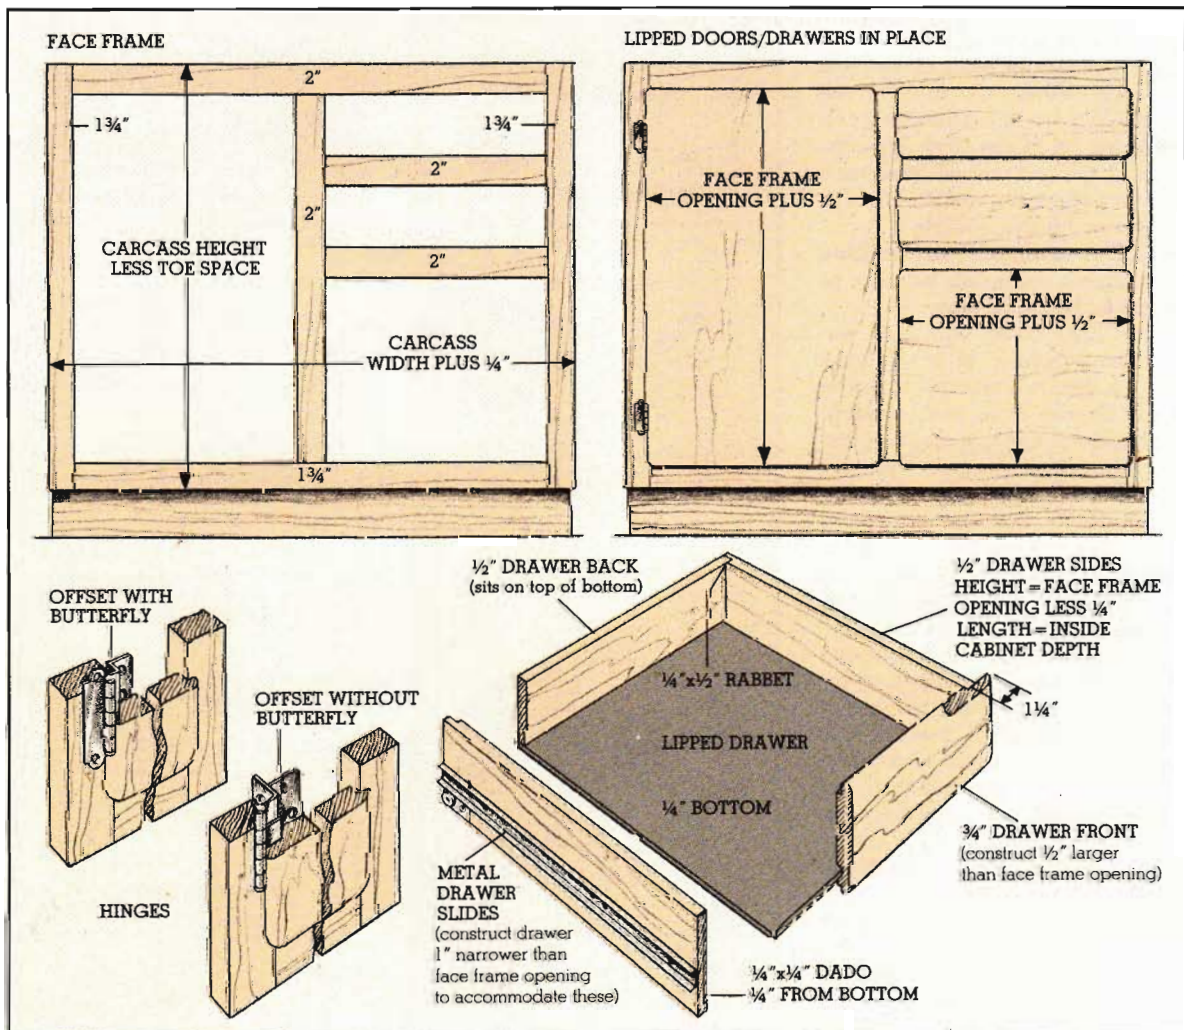 FACE FRAME
2"
1¾"
1¾"
2"
2"
2"
CARCASS HEIGHT
LESS TOE SPACE
CARCASS
WIDTH PLUS ¼"
1¾"
LIPPED DOORS/DRAWERS IN PLACE
FACE FRAME
OPENING PLUS ½"
FACE FRAME
OPENING PLUS ½"
OFFSET WITH
BUTTERFLY
OFFSET WITHOUT
BUTTERFLY
HINGES
½" DRAWER BACK
(sits on top of bottom)
½" DRAWER SIDES
HEIGHT=FACE FRAME
OPENING LESS ¼"
LENGTH=INSIDE
CABINET DEPTH
¼"x½" RABBET
1¼"
LIPPED DRAWER
¼" BOTTOM
¾" DRAWER FRONT
(construct ½" larger
than face frame opening)
METAL
DRAWER
SLIDES
(construct drawer
1" narrower than
face frame opening
to accommodate these)
¼"x¼" DADO
¼" FROM BOTTOM